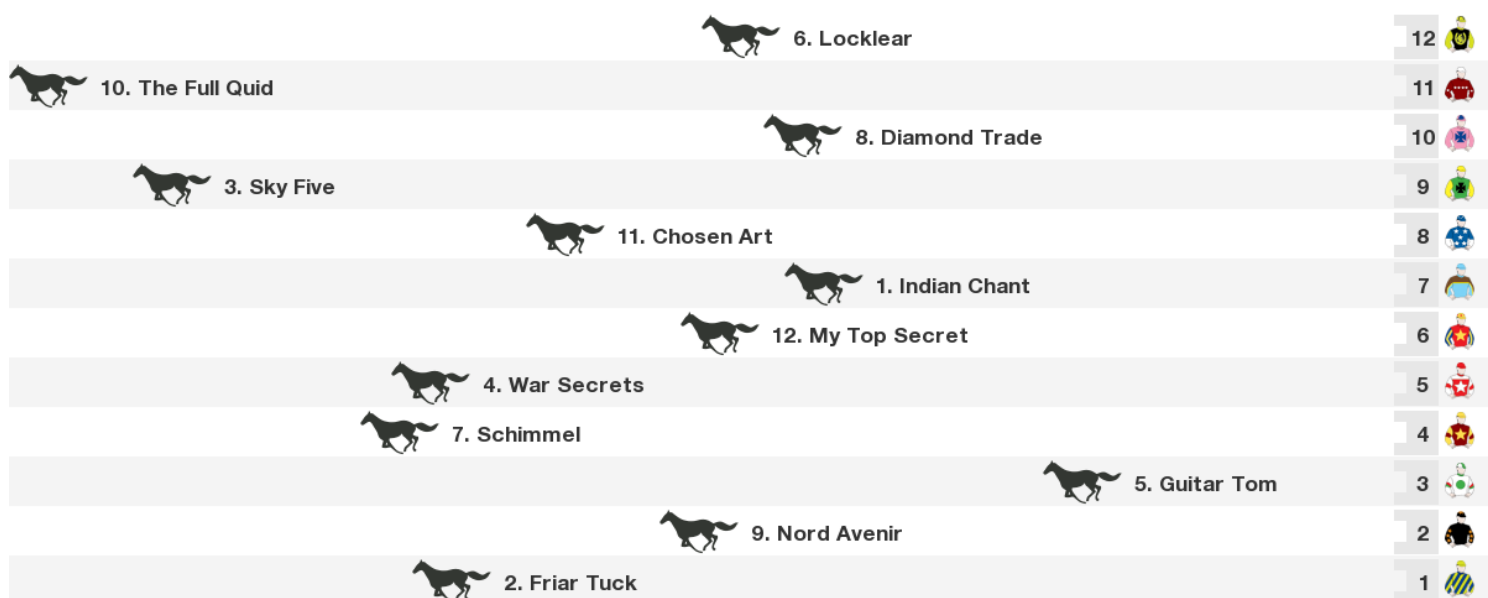 6. Locklear 12
10. The Full Quid 11
8. Diamond Trade 10
3. Sky Five 9
11. Chosen Art 8
1. Indian Chant 7
12. My Top Secret 6
4. War Secrets 5
7. Schimmel 4
5. Guitar Tom 3
9. Nord Avenir 2
2. Friar Tuck 1